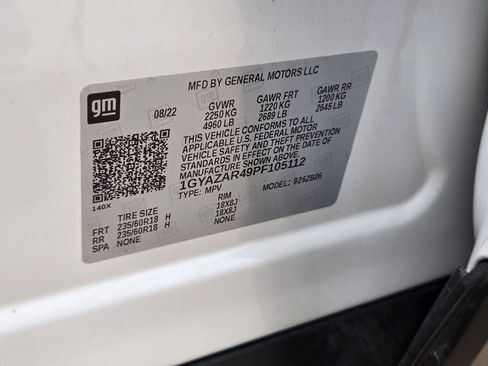 MFD BY GENERAL MOTORS LLC
gm
08/22
GVWR GAWR FRT GAWR RR
2250 KG 1220 KG 1200 KG
4960 LB 2689 LB 2645 LB
THIS VEHICLE CONFORMS TO ALL
APPLICABLE U.S. FEDERAL MOTOR
VEHICLE SAFETY AND THEFT PREVENTION
STANDARDS IN EFFECT ON THE DATE OF
MANUFACTURE SHOWN ABOVE.
1GYAZAR49PF105112
TYPE: MPV MODEL: 926ZB26
140X
TIRE SIZE RIM
FRT 235/60R18 H 18X8J
RR 235/60R18 H 18X8J
SPA NONE NONE